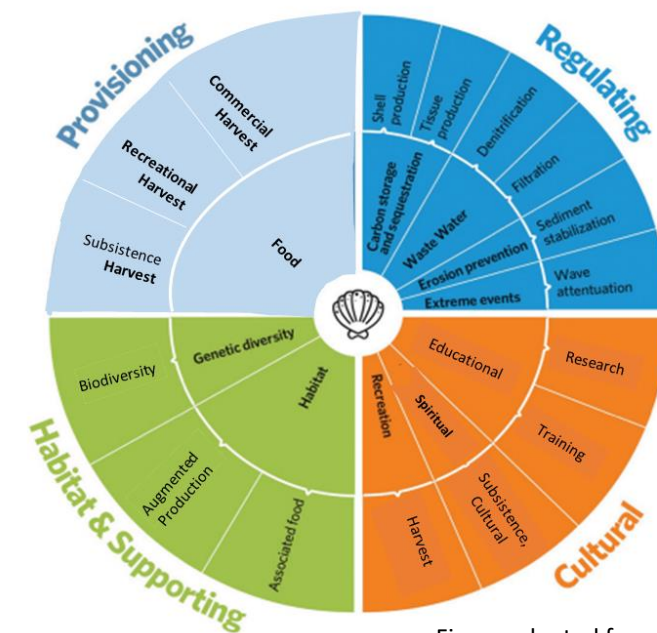 Provisioning
Commercial
Harvest
Recreational
Harvest
Subsistence
Harvest
Food
Regulating
Shell
production
Tissue
production
Denitrification
Filtration
Sediment
stabilization
Wave
attentuation
Carbon storage
and sequestration
Waste Water
Erosion prevention
Extreme events
Habitat & Supporting
Genetic diversity
Habitat
Biodiversity
Augmented
Production
Associated food
Cultural
Educational
Spiritual
Recreation
Research
Training
Subsistence,
Cultural
Harvest